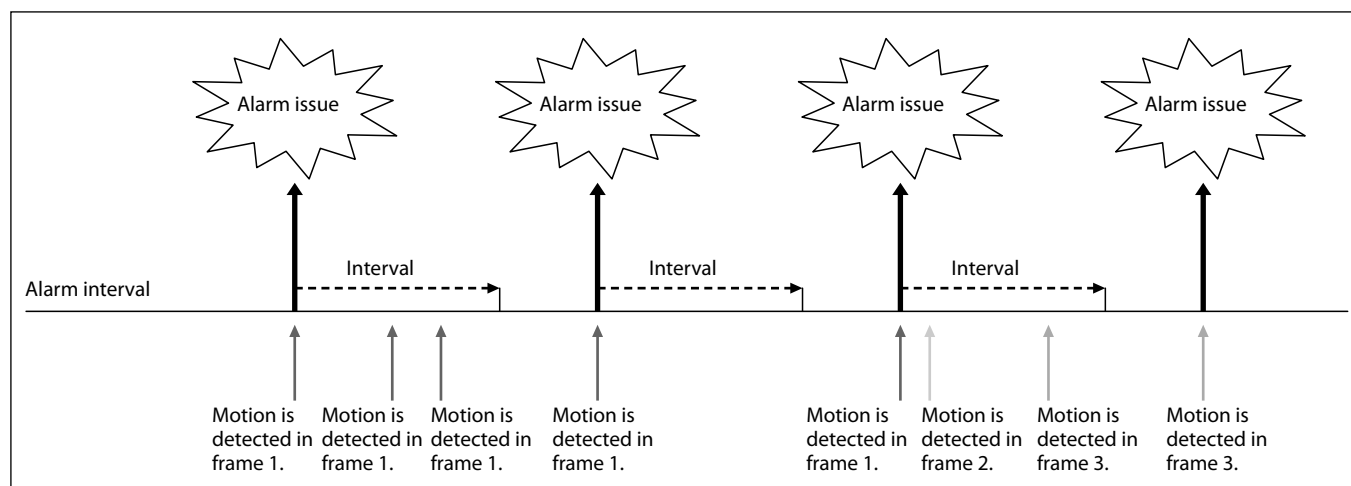 Alarm issue
Alarm issue
Alarm issue
Alarm issue
Interval
Interval
Interval
Alarm interval
Motion is
detected in
frame 1.
Motion is
detected in
frame 1.
Motion is
detected in
frame 1.
Motion is
detected in
frame 1.
Motion is
detected in
frame 1.
Motion is
detected in
frame 2.
Motion is
detected in
frame 3.
Motion is
detected in
frame 3.